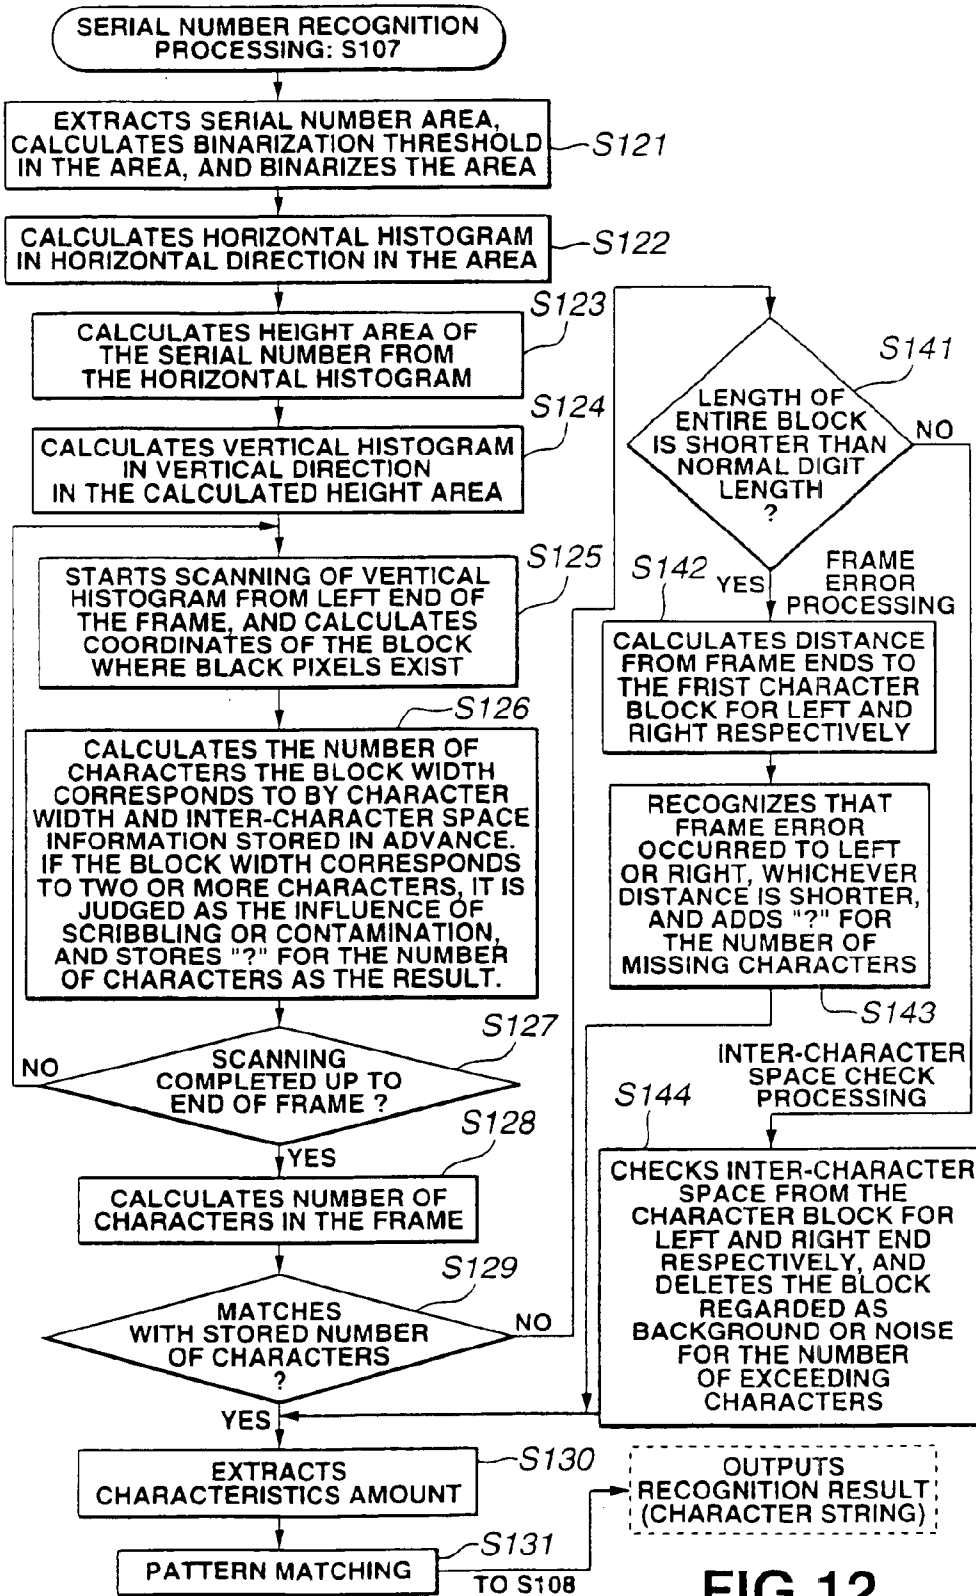 SERIAL NUMBER RECOGNITION
PROCESSING: S107
EXTRACTS SERIAL NUMBER AREA,
CALCULATES BINARIZATION THRESHOLD
IN THE AREA, AND BINARIZES THE AREA
S121
CALCULATES HORIZONTAL HISTOGRAM
IN HORIZONTAL DIRECTION IN THE AREA
S122
S123
CALCULATES HEIGHT AREA OF
THE SERIAL NUMBER FROM
THE HORIZONTAL HISTOGRAM
S124
CALCULATES VERTICAL HISTOGRAM
IN VERTICAL DIRECTION
IN THE CALCULATED HEIGHT AREA
S125
STARTS SCANNING OF VERTICAL
HISTOGRAM FROM LEFT END OF
THE FRAME, AND CALCULATES
COORDINATES OF THE BLOCK
WHERE BLACK PIXELS EXIST
S126
CALCULATES THE NUMBER OF
CHARACTERS THE BLOCK WIDTH
CORRESPONDS TO BY CHARACTER
WIDTH AND INTER-CHARACTER SPACE
INFORMATION STORED IN ADVANCE.
IF THE BLOCK WIDTH CORRESPONDS
TO TWO OR MORE CHARACTERS, IT IS
JUDGED AS THE INFLUENCE OF
SCRIBBLING OR CONTAMINATION,
AND STORES "?" FOR THE NUMBER
OF CHARACTERS AS THE RESULT.
S127
NO
SCANNING
COMPLETED UP TO
END OF FRAME ?
YES
S128
CALCULATES NUMBER OF
CHARACTERS IN THE FRAME
S129
MATCHES
WITH STORED NUMBER
OF CHARACTERS
?
NO
YES
EXTRACTS
CHARACTERISTICS AMOUNT
S130
PATTERN MATCHING
S131
TO S108
S141
LENGTH OF
ENTIRE BLOCK
IS SHORTER THAN
NORMAL DIGIT
LENGTH
?
NO
YES
FRAME
ERROR
PROCESSING
S142
CALCULATES DISTANCE
FROM FRAME ENDS TO
THE FRIST CHARACTER
BLOCK FOR LEFT AND
RIGHT RESPECTIVELY
RECOGNIZES THAT
FRAME ERROR
OCCURRED TO LEFT
OR RIGHT, WHICHEVER
DISTANCE IS SHORTER,
AND ADDS "?" FOR
THE NUMBER OF
MISSING CHARACTERS
S143
INTER-CHARACTER
SPACE CHECK
PROCESSING
S144
CHECKS INTER-CHARACTER
SPACE FROM THE
CHARACTER BLOCK FOR
LEFT AND RIGHT END
RESPECTIVELY, AND
DELETES THE BLOCK
REGARDED AS
BACKGROUND OR NOISE
FOR THE NUMBER
OF EXCEEDING
CHARACTERS
OUTPUTS
RECOGNITION RESULT
(CHARACTER STRING)
FIG.12